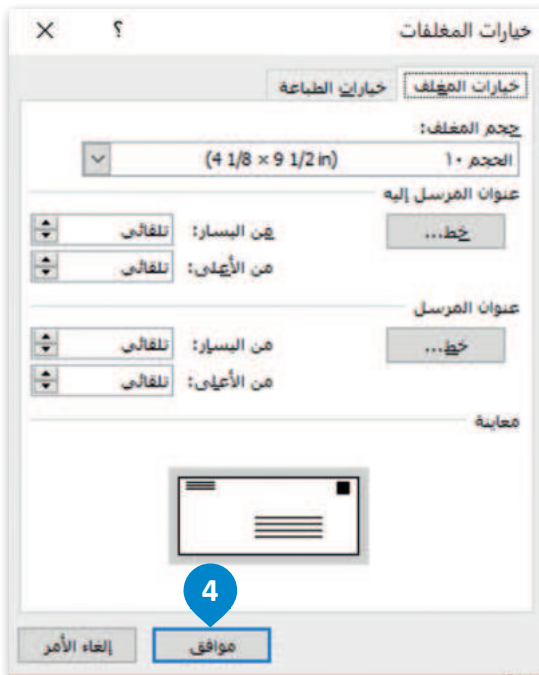 خيارات المغلفات ؟ ×
خيارات المغلف خيارات الطباعة
حجم المغلف:
الحجم ١٠ (4 1/8 × 9 1/2 in)
عنوان المرسل إليه
خط... من اليسار: تلقائي
من الأعلى: تلقائي
عنوان المرسل
خط... من اليسار: تلقائي
من الأعلى: تلقائي
معاينة
4
موافق إلغاء الأمر